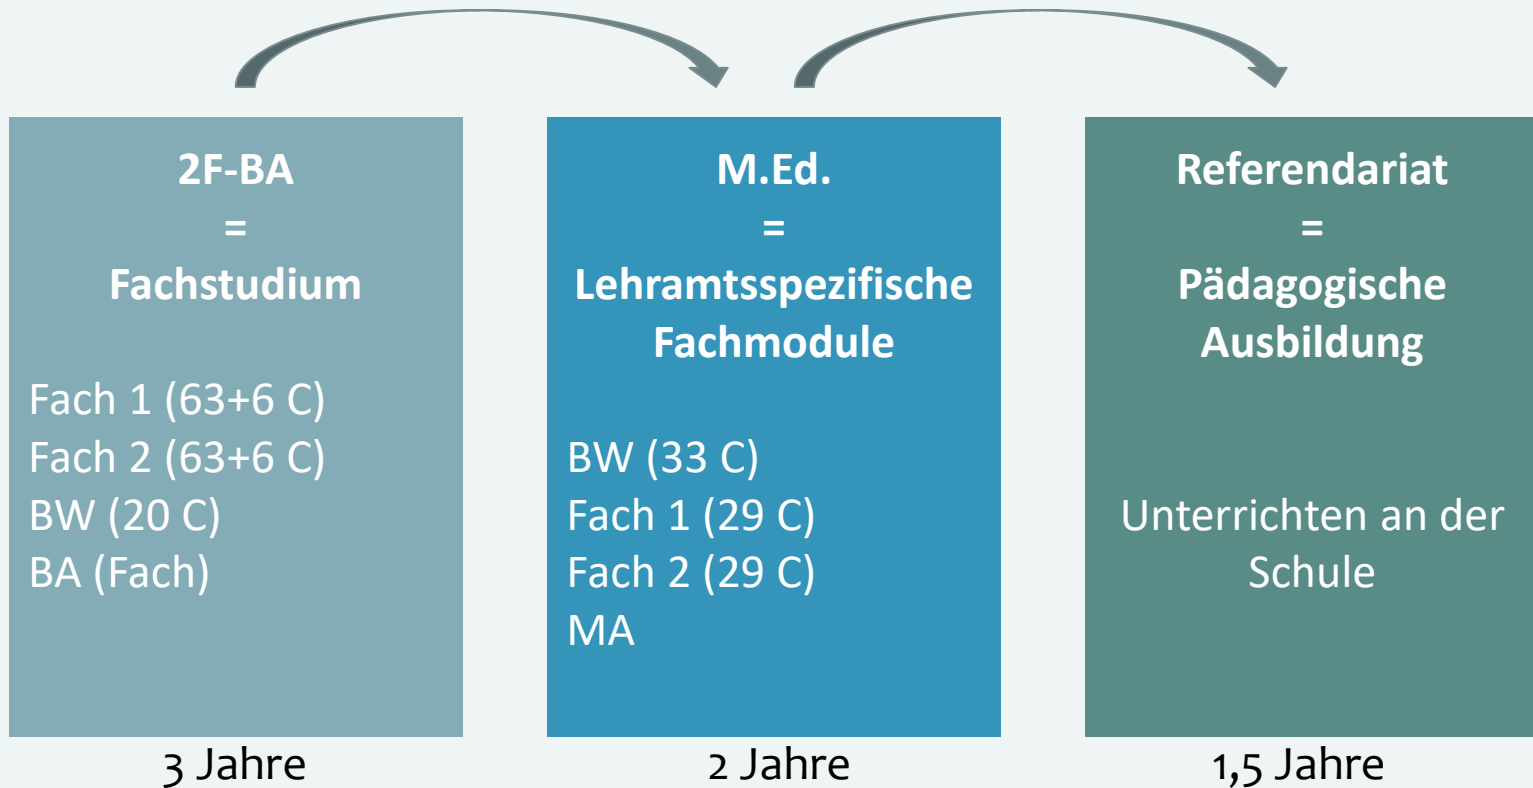 2F-BA
=
Fachstudium
Fach 1 (63+6 C)
Fach 2 (63+6 C)
BW (20 C)
BA (Fach)
3 Jahre
M.Ed.
=
Lehramtsspezifische
Fachmodule
BW (33 C)
Fach 1 (29 C)
Fach 2 (29 C)
MA
2 Jahre
Referendariat
=
Pädagogische
Ausbildung
Unterrichten an der
Schule
1,5 Jahre